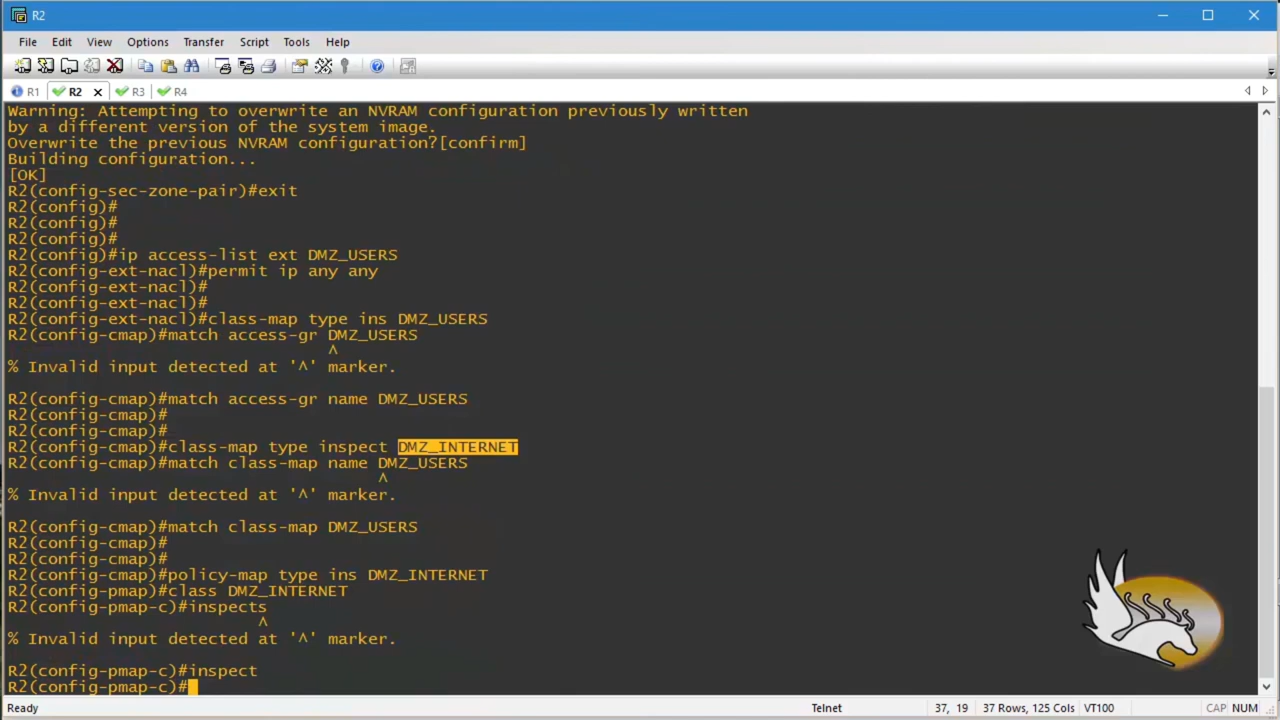 R2
File Edit View Options Transfer Script Tools Help
R1 R2 X R3 R4
Warning: Attempting to overwrite an NVRAM configuration previously written
by a different version of the system image.
Overwrite the previous NVRAM configuration?[confirm]
Building configuration...
[OK]
R2(config-sec-zone-pair)#exit
R2(config)#
R2(config)#
R2(config)#
R2(config)#ip access-list ext DMZ_USERS
R2(config-ext-nacl)#permit ip any any
R2(config-ext-nacl)#
R2(config-ext-nacl)#
R2(config-ext-nacl)#class-map type ins DMZ_USERS
R2(config-cmap)#match access-gr DMZ_USERS
^
% Invalid input detected at '^' marker.
R2(config-cmap)#match access-gr name DMZ_USERS
R2(config-cmap)#
R2(config-cmap)#
R2(config-cmap)#class-map type inspect DMZ_INTERNET
R2(config-cmap)#match class-map name DMZ_USERS
^
% Invalid input detected at '^' marker.
R2(config-cmap)#match class-map DMZ_USERS
R2(config-cmap)#
R2(config-cmap)#
R2(config-cmap)#policy-map type ins DMZ_INTERNET
R2(config-pmap)#class DMZ_INTERNET
R2(config-pmap-c)#inspects
^
% Invalid input detected at '^' marker.
R2(config-pmap-c)#inspect
R2(config-pmap-c)#
Ready Telnet 37, 19 37 Rows, 125 Cols VT100 CAP NUM